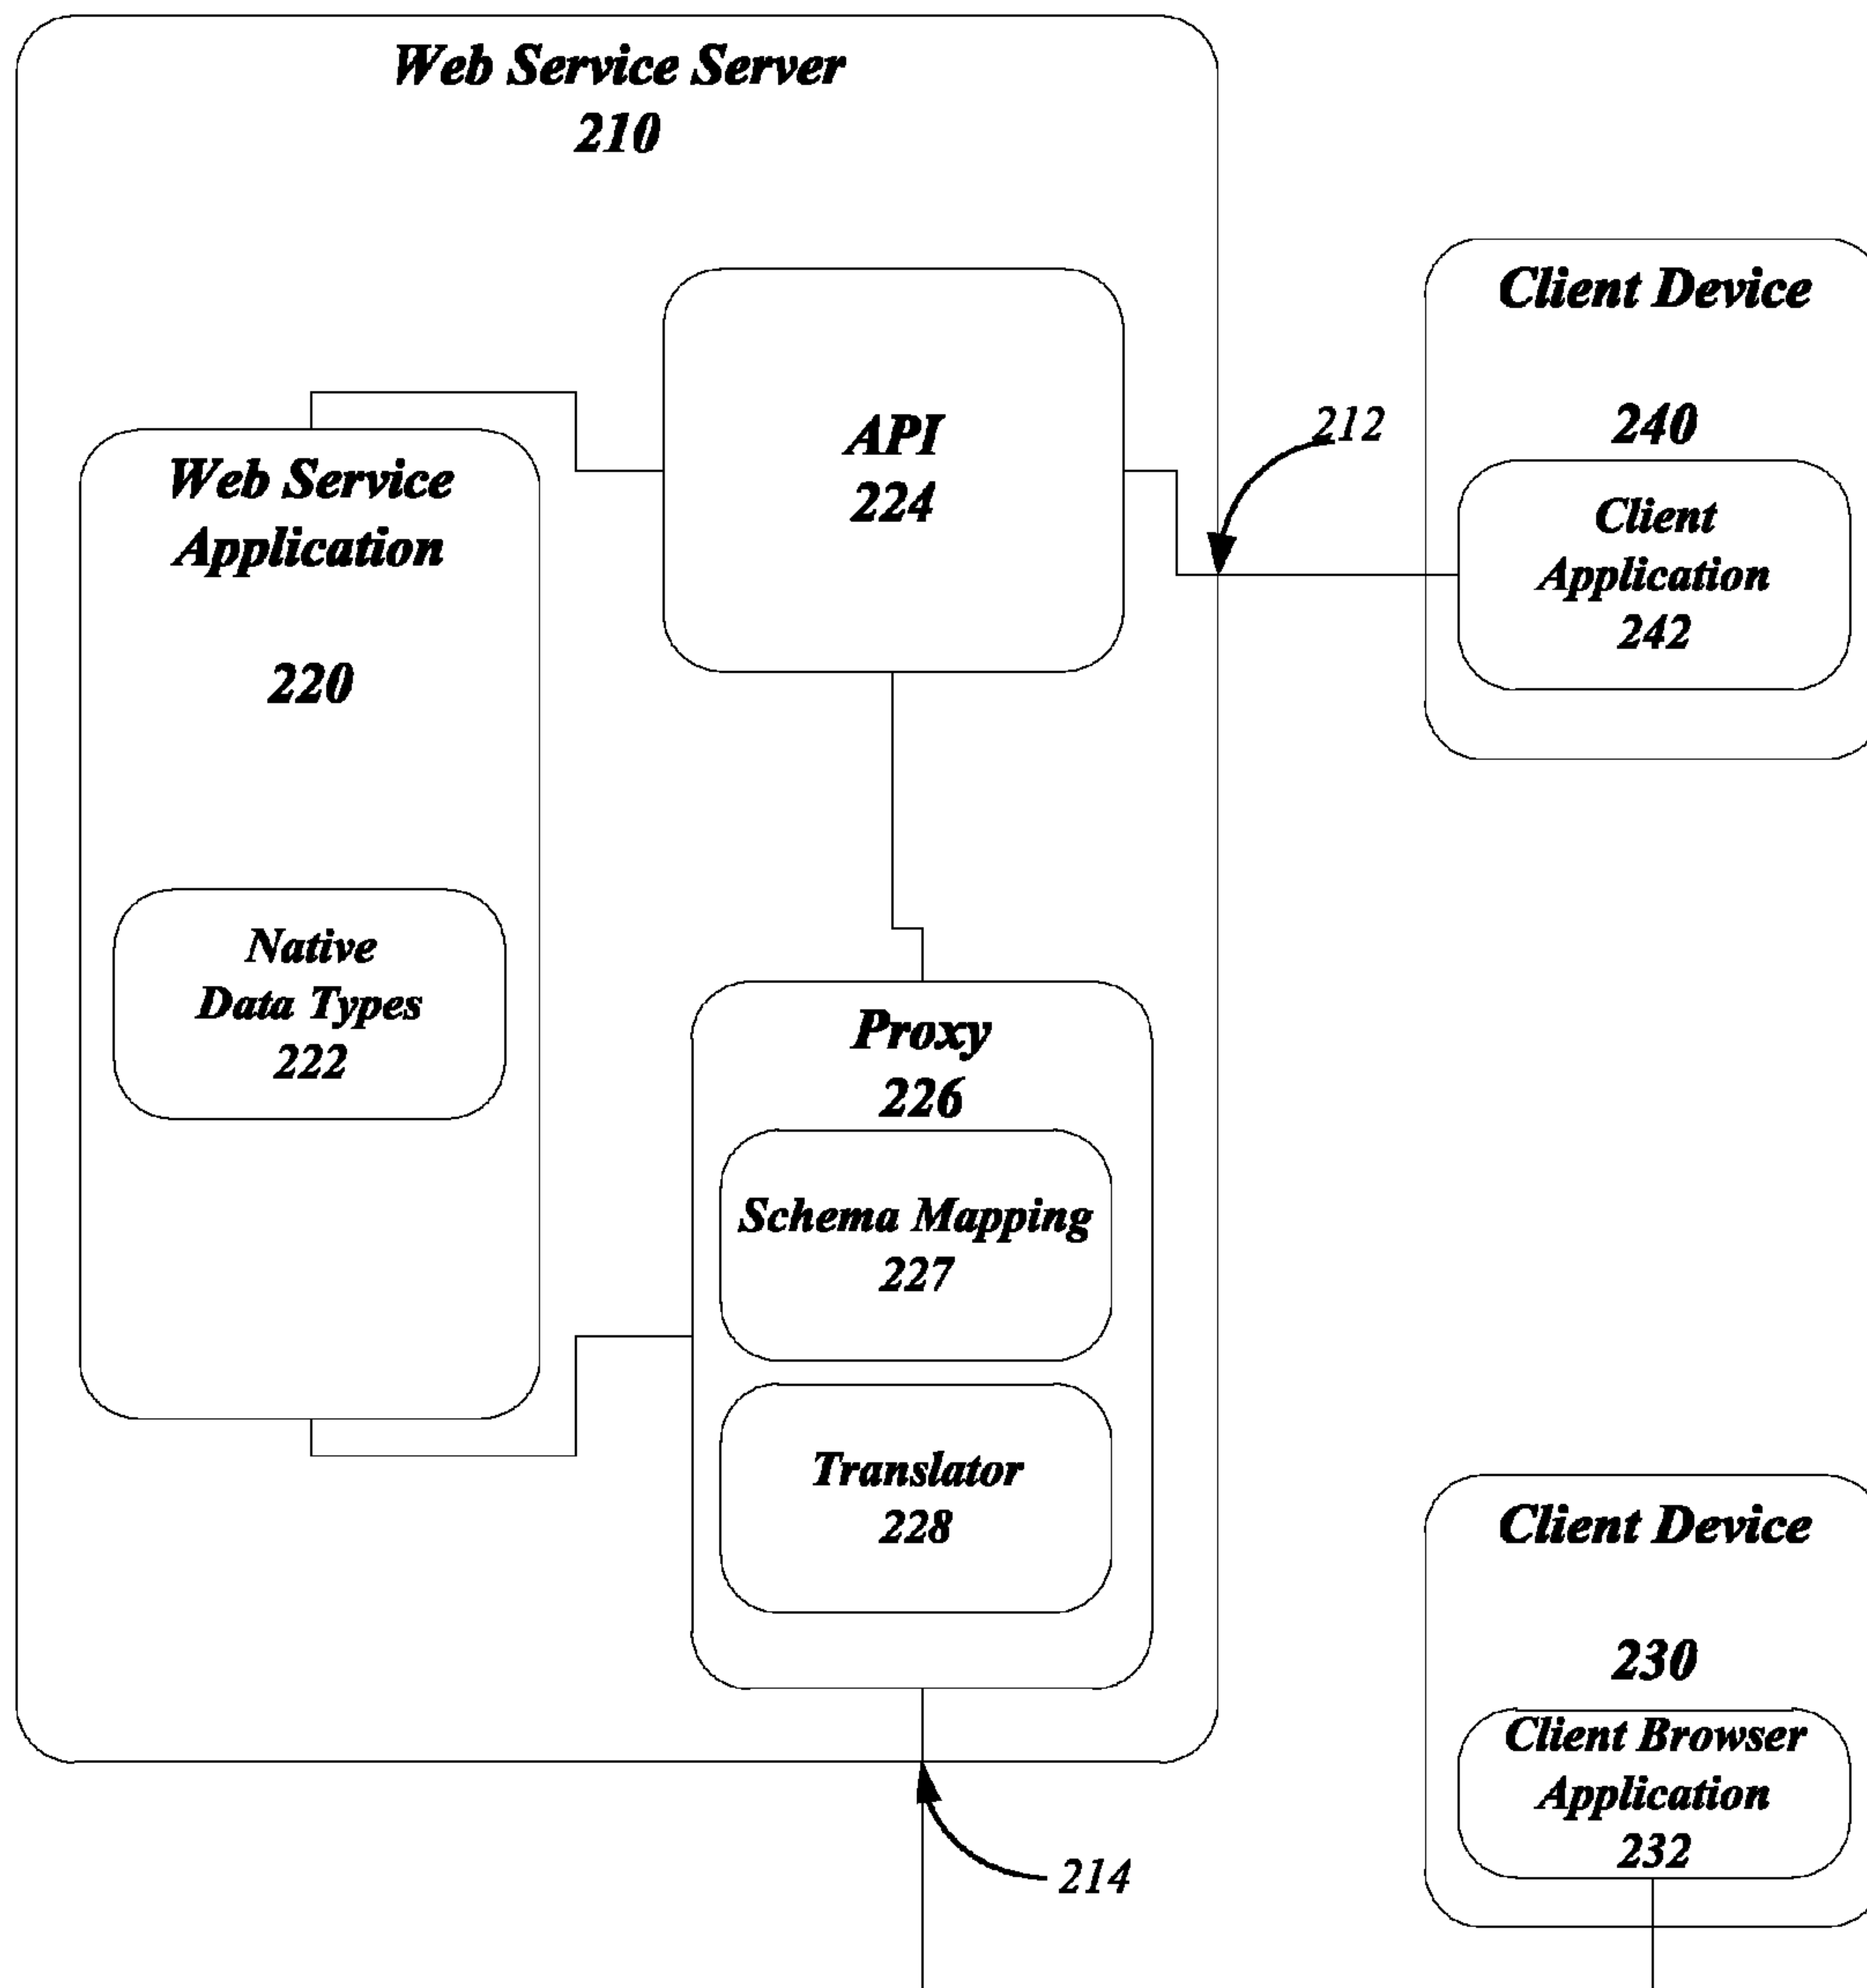 Web Service Server
210
API
224
212
Client Device
240
Client
Application
242
Web Service
Application
220
Native
Data Types
222
Proxy
226
Schema Mapping
227
Translator
228
214
Client Device
230
Client Browser
Application
232